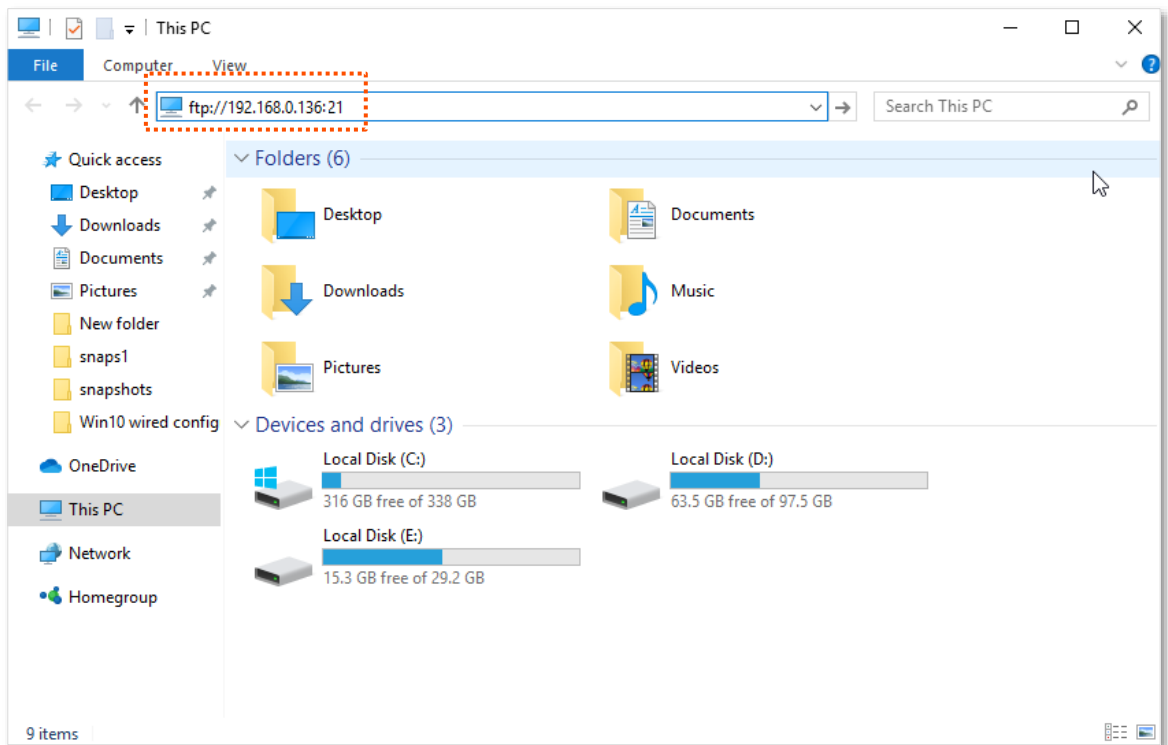 This PC
File Computer View
?
ftp://192.168.0.136:21
Search This PC
Quick access
Desktop
Downloads
Documents
Pictures
New folder
snaps1
snapshots
Win10 wired config
OneDrive
This PC
Network
Homegroup
Folders (6)
Desktop
Documents
Downloads
Music
Pictures
Videos
Devices and drives (3)
Local Disk (C:)
316 GB free of 338 GB
Local Disk (D:)
63.5 GB free of 97.5 GB
Local Disk (E:)
15.3 GB free of 29.2 GB
9 items